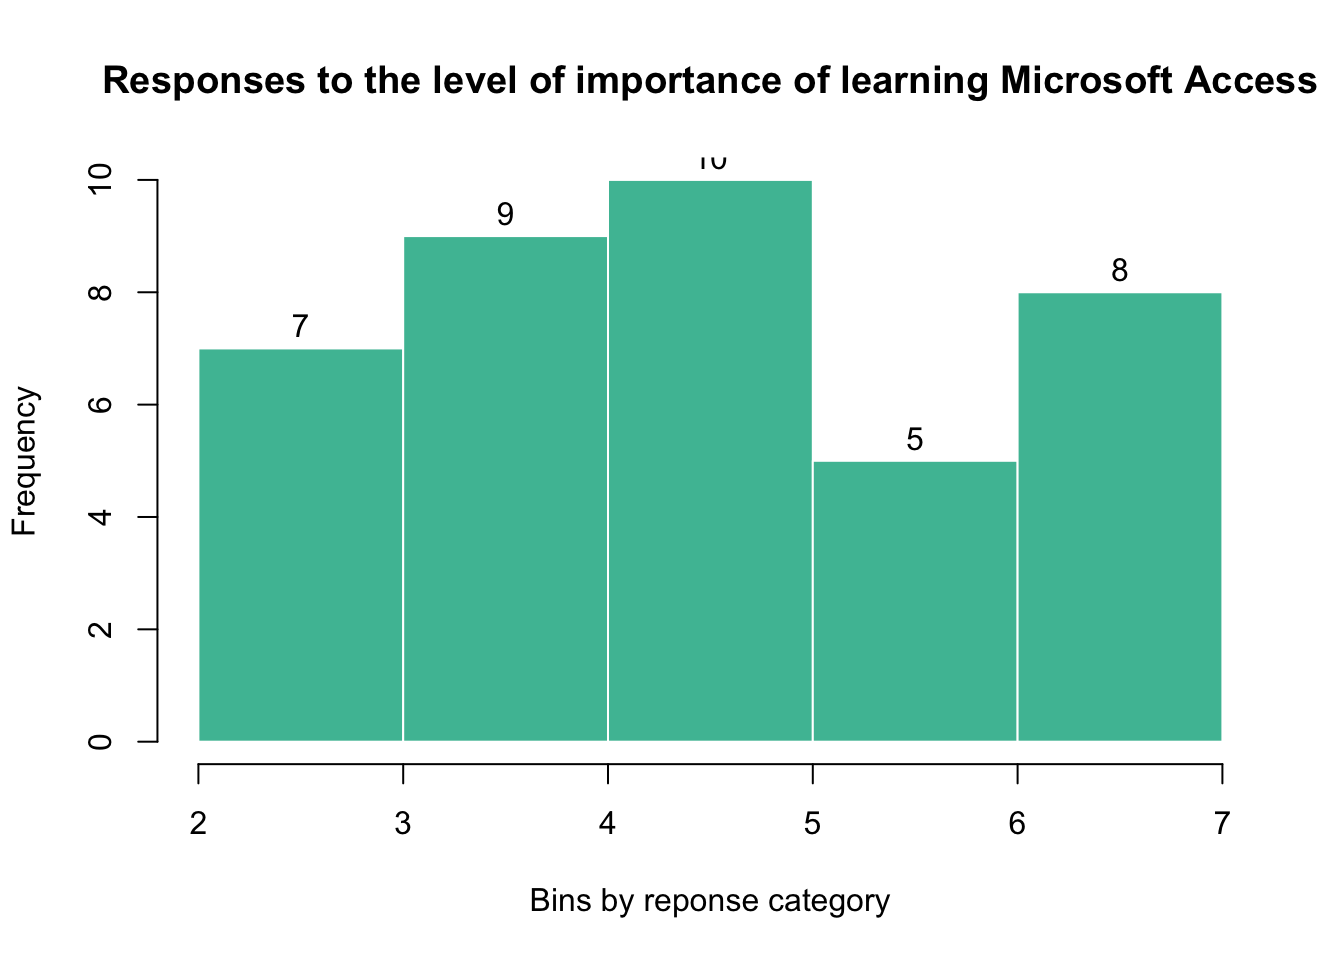 Responses to the level of importance of learning Microsoft Access
10
9
8
7
5
10
8
6
4
2
0
Frequency
2 3 4 5 6 7
Bins by reponse category